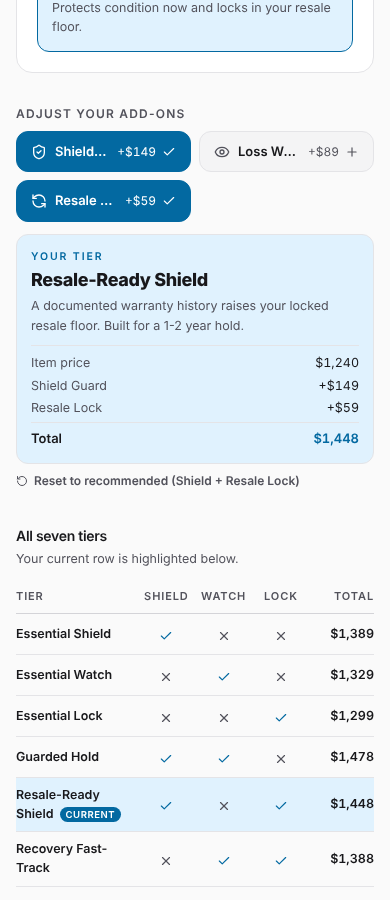 Protects condition now and locks in your resale
floor.
ADJUST YOUR ADD-ONS
Shield... +$149
Loss W... +$89
Resale ... +$59
YOUR TIER
Resale-Ready Shield
A documented warranty history raises your locked
resale floor. Built for a 1-2 year hold.
Item price $1,240
Shield Guard +$149
Resale Lock +$59
Total $1,448
Reset to recommended (Shield + Resale Lock)
All seven tiers
Your current row is highlighted below.
TIER SHIELD WATCH LOCK TOTAL
Essential Shield $1,389
Essential Watch $1,329
Essential Lock $1,299
Guarded Hold $1,478
Resale-Ready
Shield CURRENT $1,448
Recovery Fast-
Track $1,388